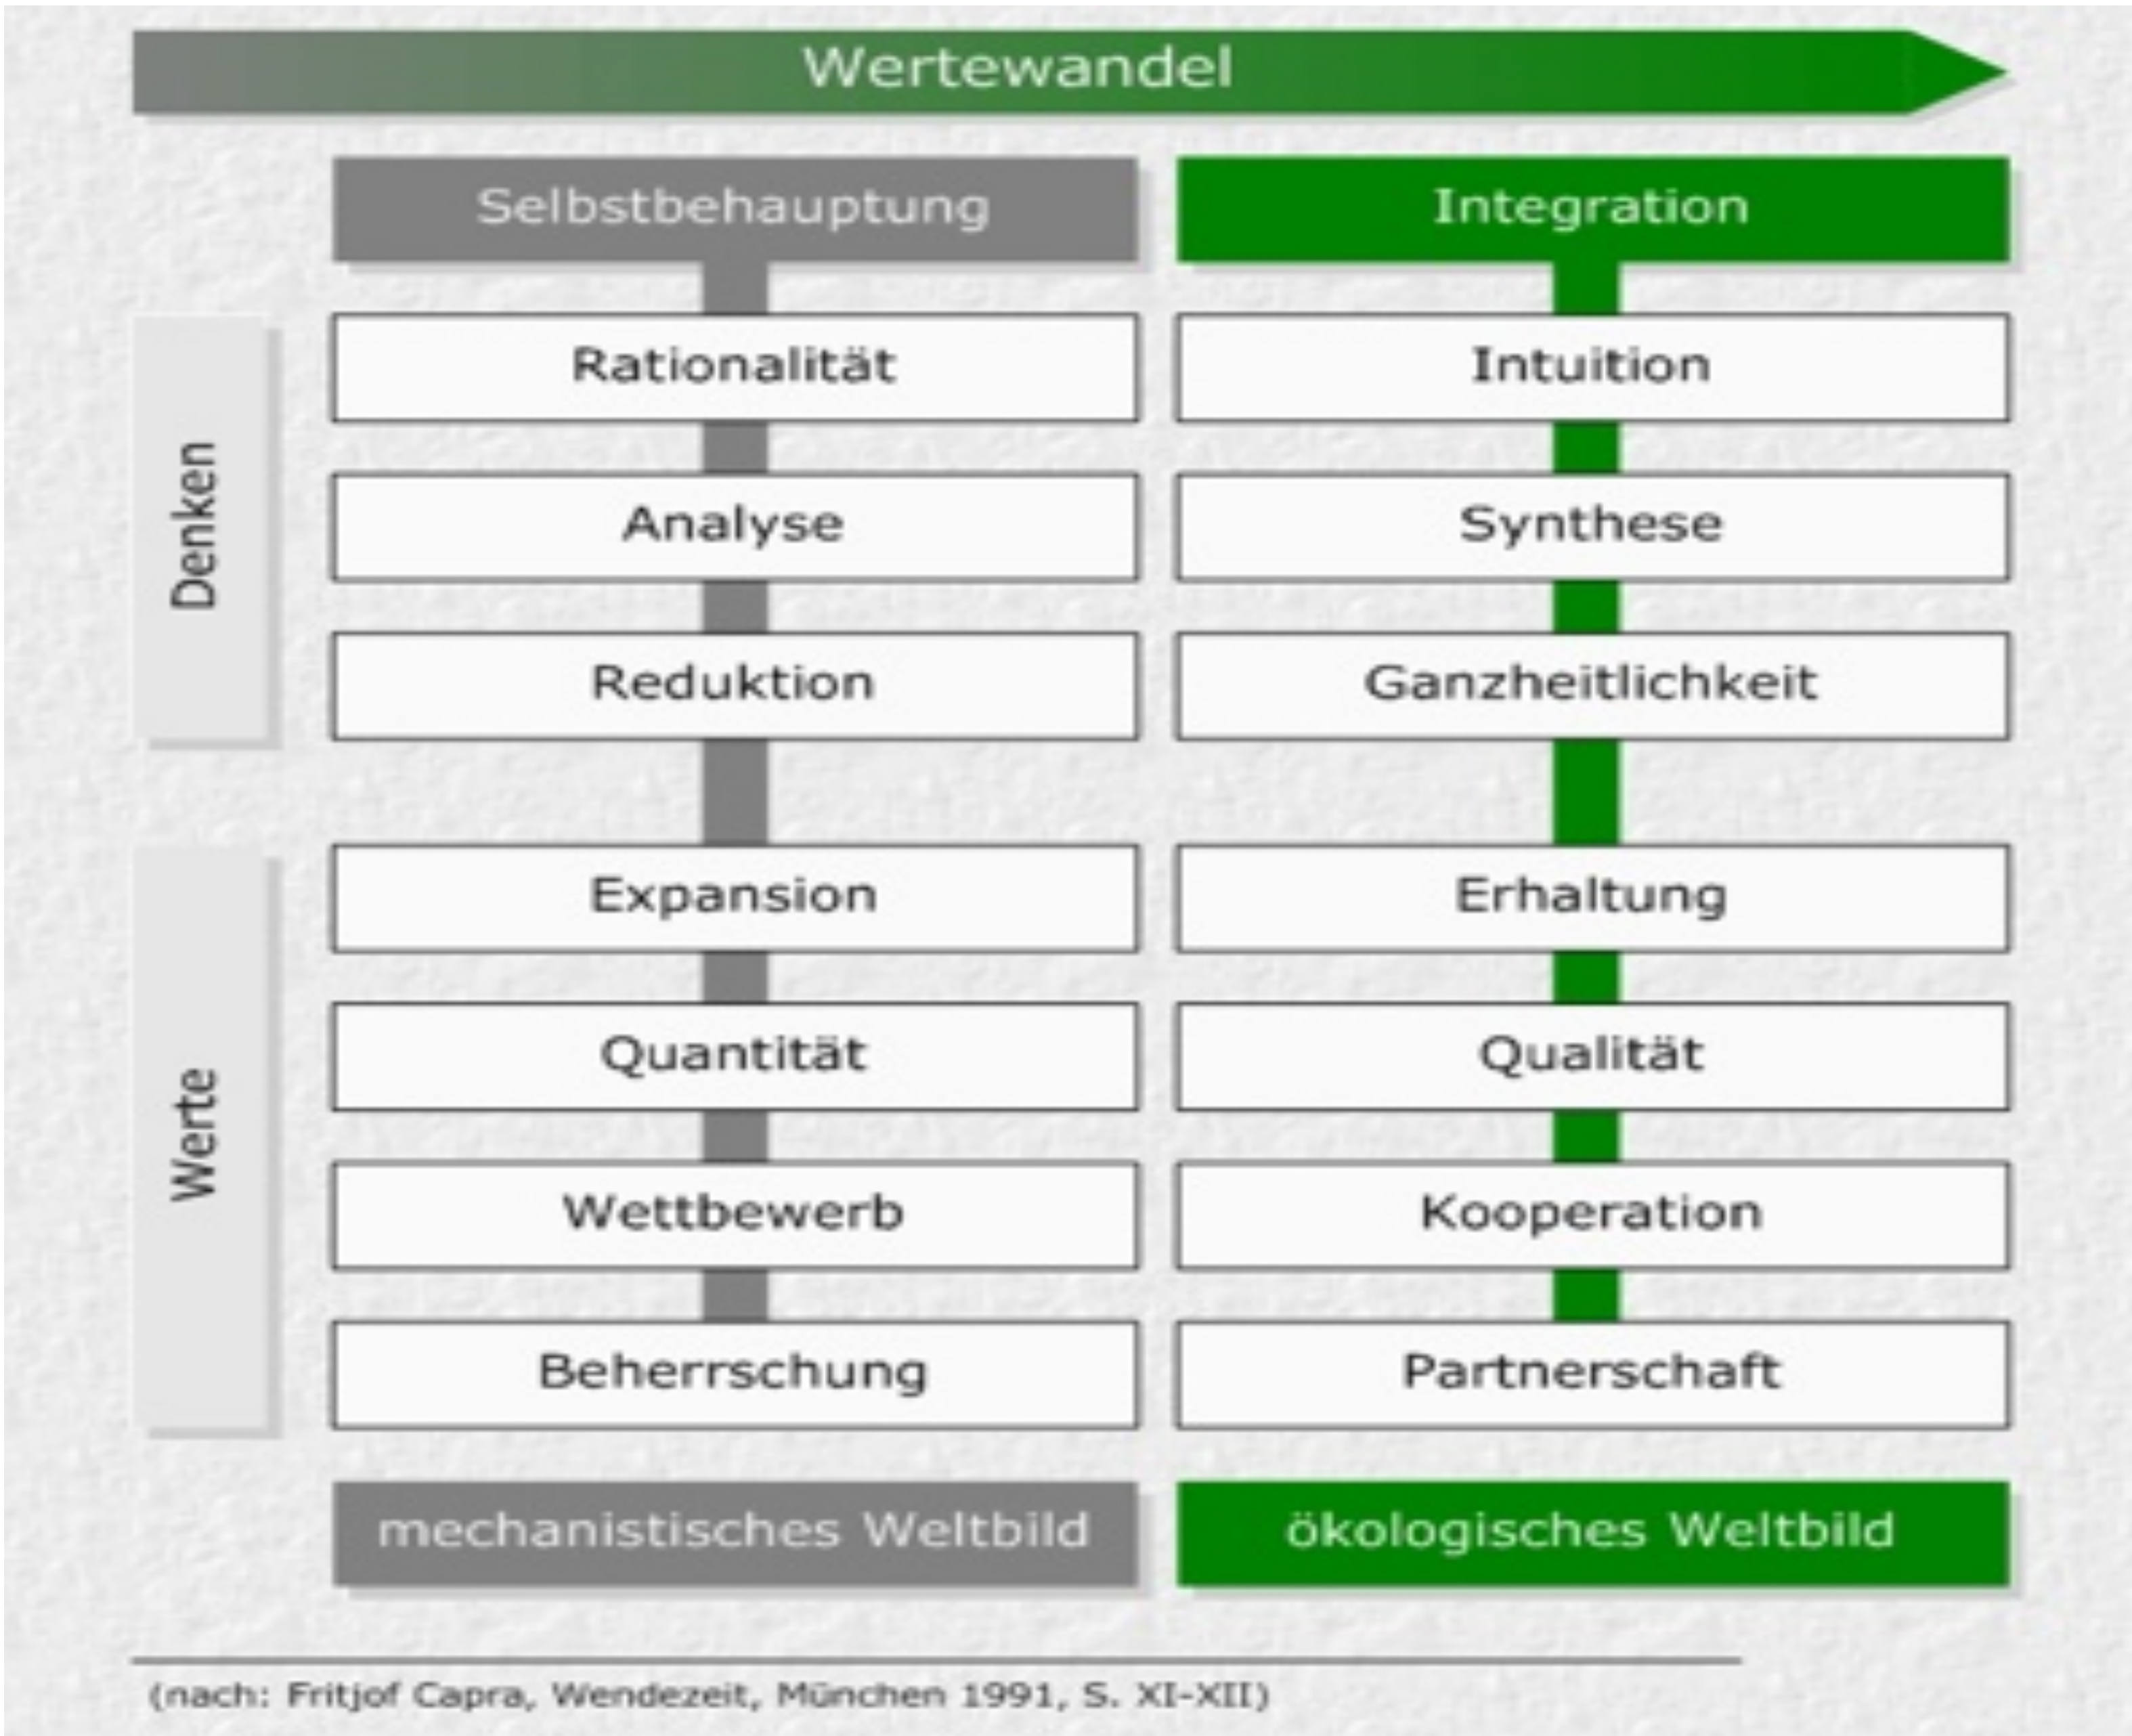 Wertewandel
Selbstbehauptung
Integration
Denken
Rationalität
Intuition
Analyse
Synthese
Reduktion
Ganzheitlichkeit
Werte
Expansion
Erhaltung
Quantität
Qualität
Wettbewerb
Kooperation
Beherrschung
Partnerschaft
mechanistisches Weltbild
ökologisches Weltbild
(nach: Fritjof Capra, Wendezeit, München 1991, S. XI-XII)